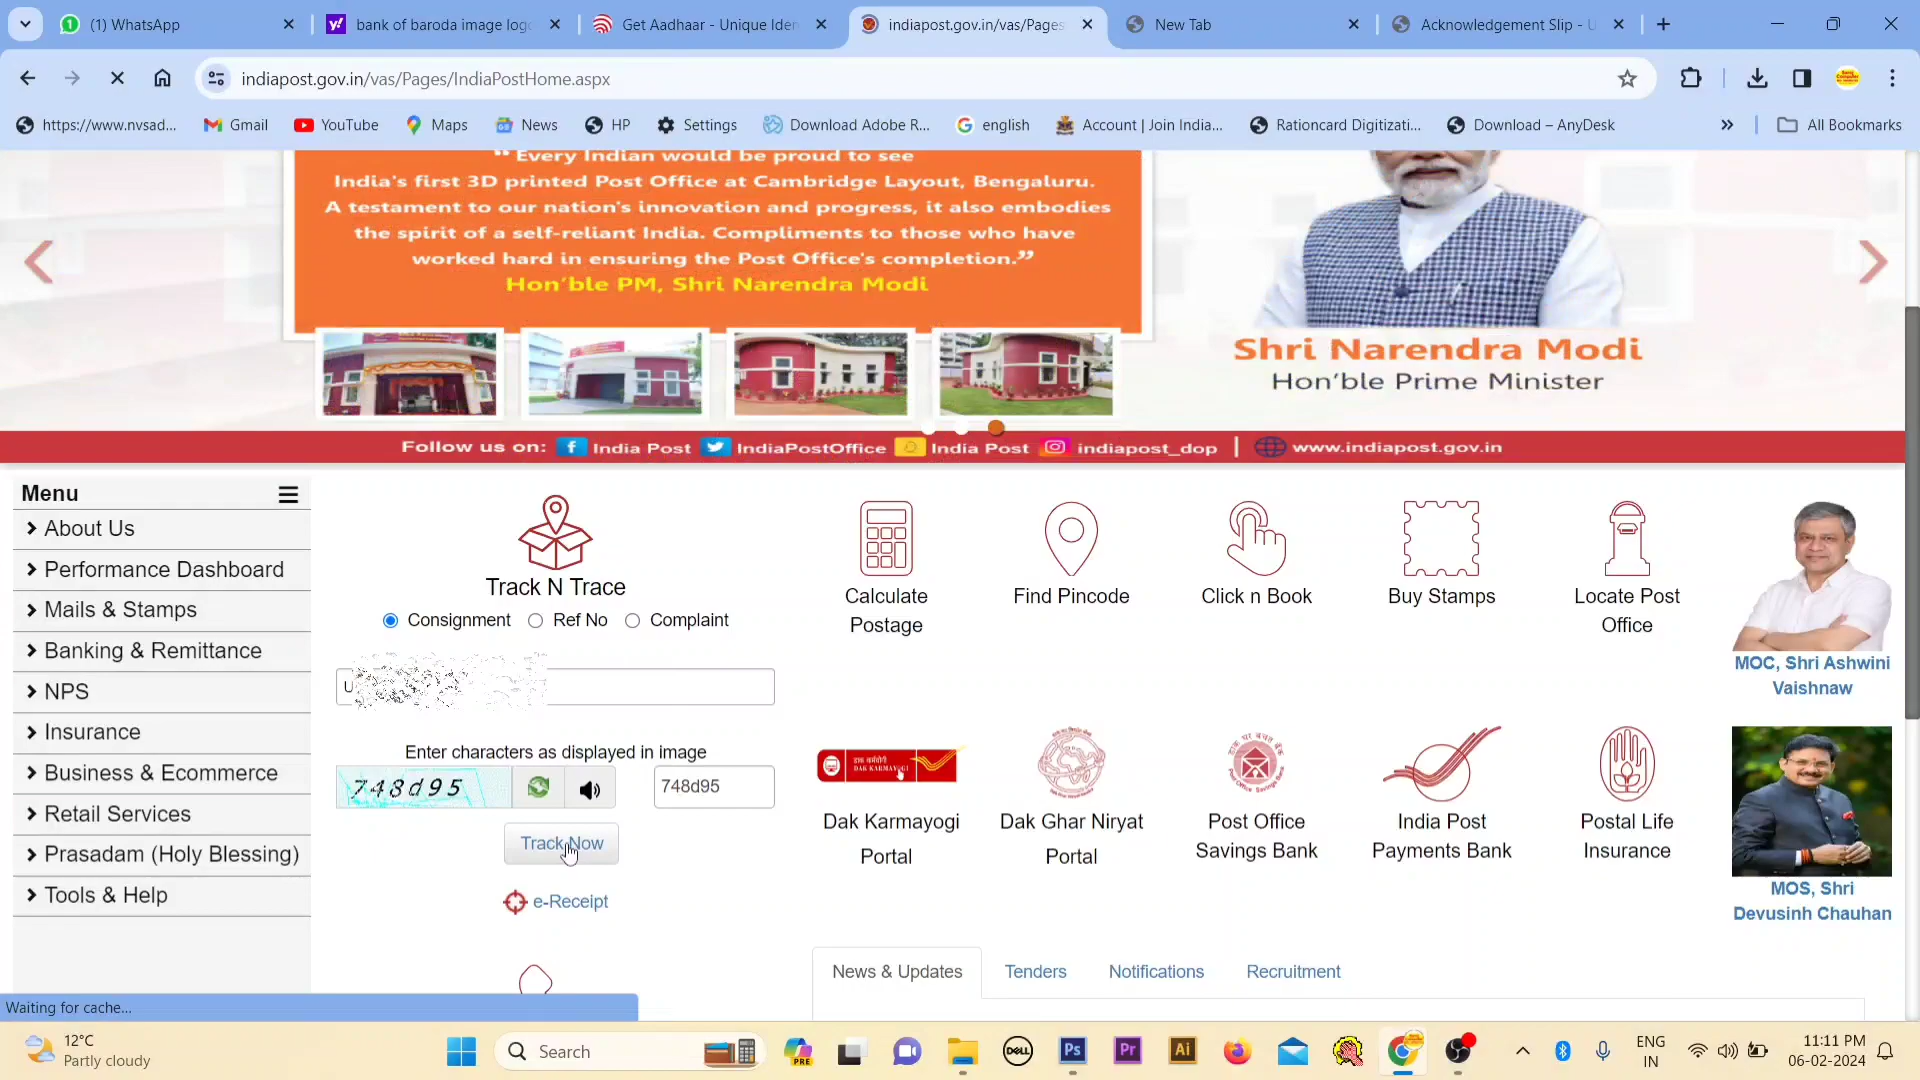 (1) WhatsApp
bank of baroda image log
Get Aadhaar - Unique Iden
indiapost.gov.in/vas/Pages
New Tab
Acknowledgement Slip - U
indiapost.gov.in/vas/Pages/IndiaPostHome.aspx
https://www.nvsad...
Gmail
YouTube
Maps
News
HP
Settings
Download Adobe R...
english
Account | Join India...
Rationcard Digitizati...
Download – AnyDesk
All Bookmarks
“ Every Indian would be proud to see
India's first 3D printed Post Office at Cambridge Layout, Bengaluru.
A testament to our nation's innovation and progress, it also embodies
the spirit of a self-reliant India. Compliments to those who have
worked hard in ensuring the Post Office's completion.”
Hon'ble PM, Shri Narendra Modi
Shri Narendra Modi
Hon'ble Prime Minister
Follow us on: India Post IndiaPostOffice India Post indiapost_dop | www.indiapost.gov.in
Menu
About Us
Performance Dashboard
Mails & Stamps
Banking & Remittance
NPS
Insurance
Business & Ecommerce
Retail Services
Prasadam (Holy Blessing)
Tools & Help
Track N Trace
Consignment Ref No Complaint
U
Enter characters as displayed in image
748d95
748d95
Track Now
e-Receipt
Calculate
Postage
Find Pincode
Click n Book
Buy Stamps
Locate Post
Office
MOC, Shri Ashwini
Vaishnaw
डाक कर्मयोगी
DAK KARMAYOGI
Dak Karmayogi
Portal
Dak Ghar Niryat
Portal
Post Office
Savings Bank
India Post
Payments Bank
Postal Life
Insurance
MOS, Shri
Devusinh Chauhan
News & Updates
Tenders
Notifications
Recruitment
Waiting for cache...
12°C
Partly cloudy
Search
PRE
DELL
Ps
Pr
Ai
ENG
IN
11:11 PM
06-02-2024